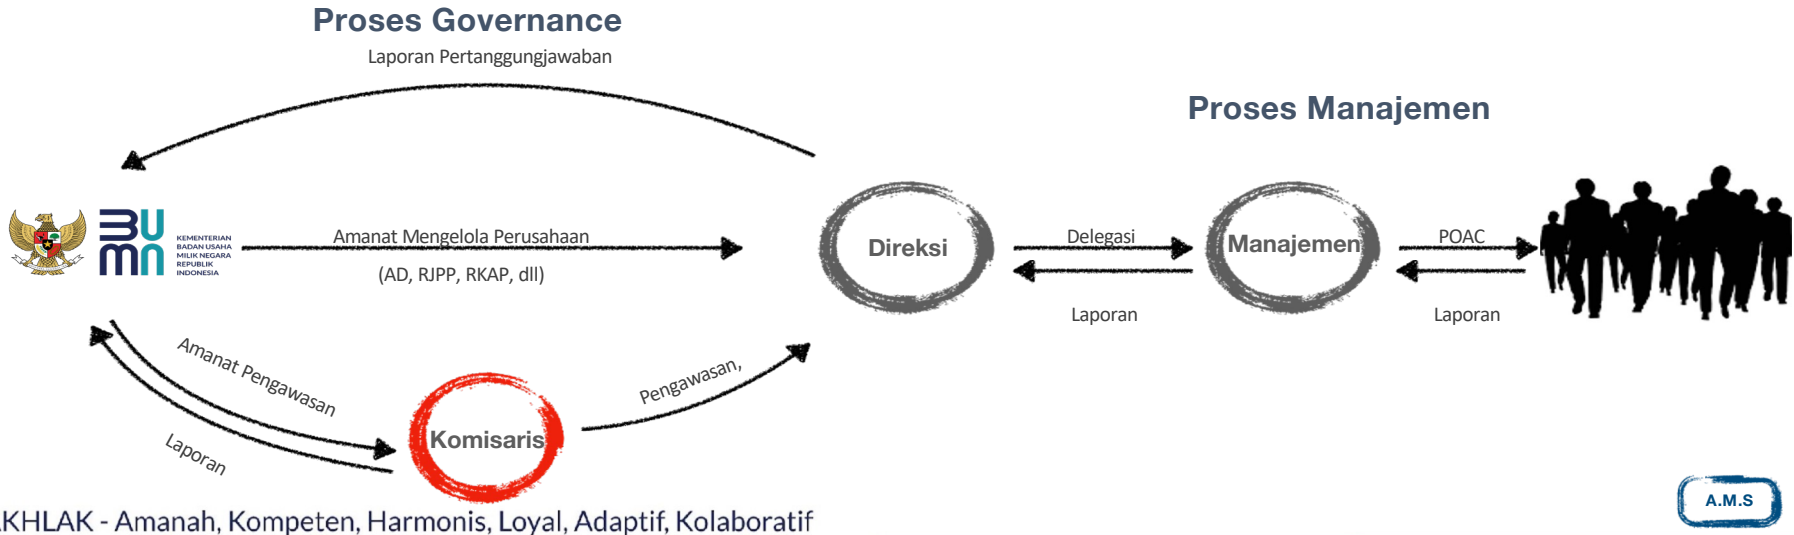 Proses Governance
Laporan Pertanggungjawaban
Proses Manajemen
BUMN
KEMENTERIAN
BADAN USAHA
MILIK NEGARA
REPUBLIK
INDONESIA
Amanat Mengelola Perusahaan
(AD, RJPP, RKAP, dll)
Direksi
Delegasi
Laporan
Manajemen
POAC
Laporan
Amanat Pengawasan
Laporan
Komisaris
Pengawasan,
A.M.S
KHLAK - Amanah, Kompeten, Harmonis, Loyal, Adaptif, Kolaboratif